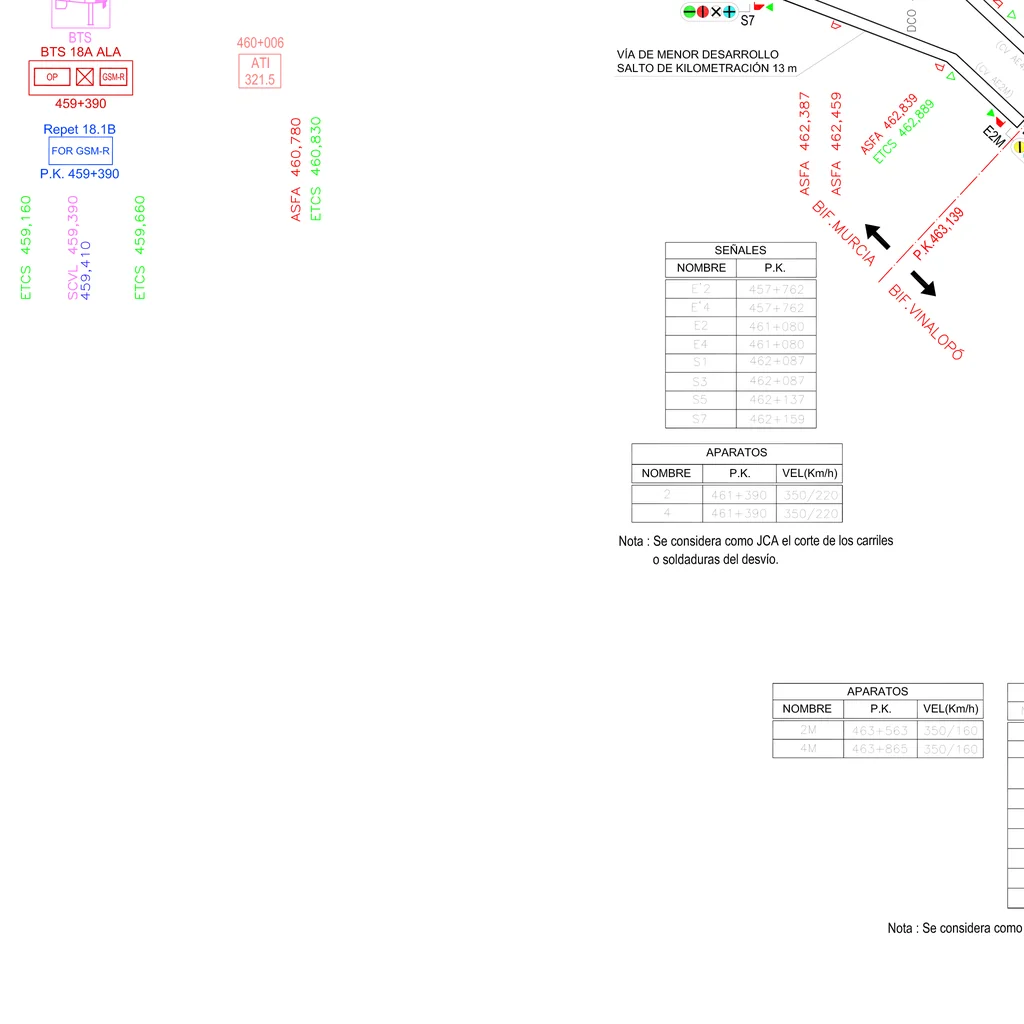 BTS
BTS 18A ALA
OP
GSM-R
459+390
Repet 18.1B
FOR GSM-R
P.K. 459+390
ETCS 459,160
SCVL 459,390
459,410
ETCS 459,660
460+006
ATI
321.5
ASFA 460,780
ETCS 460,830
S7
DCO
VÍA DE MENOR DESARROLLO
SALTO DE KILOMETRACIÓN 13 m
ASFA 462,387
ASFA 462,459
ASFA 462,839
ETCS 462,889
(CV AE2M)
E2M
BIF.MURCIA
P.K.463,139
BIF.VINALOPÓ
SEÑALES
NOMBRE P.K.
E'2 457+762
E'4 457+762
E2 461+080
E4 461+080
S1 462+087
S3 462+087
S5 462+137
S7 462+159
APARATOS
NOMBRE P.K. VEL(Km/h)
2 461+390 350/220
4 461+390 350/220
Nota : Se considera como JCA el corte de los carriles
o soldaduras del desvío.
APARATOS
NOMBRE P.K. VEL(Km/h)
2M 463+563 350/160
4M 463+865 350/160
Nota : Se considera como